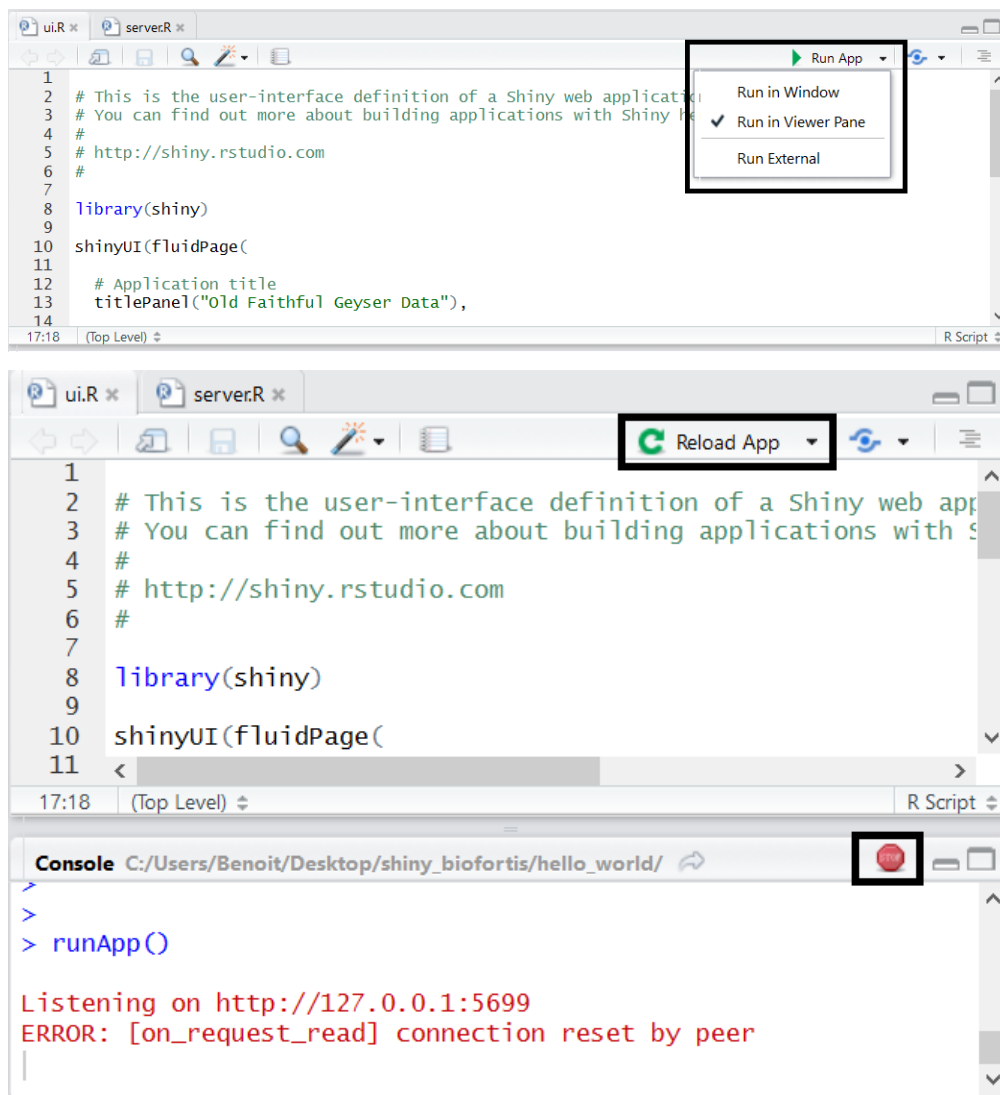 ui.R server.R
Run App
1
2 # This is the user-interface definition of a Shiny web applicatio
3 # You can find out more about building applications with Shiny he
4 #
5 # http://shiny.rstudio.com
6 #
7
8 library(shiny)
9
10 shinyUI(fluidPage(
11
12 # Application title
13 titlePanel("Old Faithful Geyser Data"),
14
Run in Window
Run in Viewer Pane
Run External
17:18 (Top Level) R Script
ui.R server.R
Reload App
1
2 # This is the user-interface definition of a Shiny web app
3 # You can find out more about building applications with S
4 #
5 # http://shiny.rstudio.com
6 #
7
8 library(shiny)
9
10 shinyUI(fluidPage(
11
17:18 (Top Level) R Script
Console C:/Users/Benoit/Desktop/shiny_biofortis/hello_world/ STOP
>
>
> runApp()
Listening on http://127.0.0.1:5699
ERROR: [on_request_read] connection reset by peer